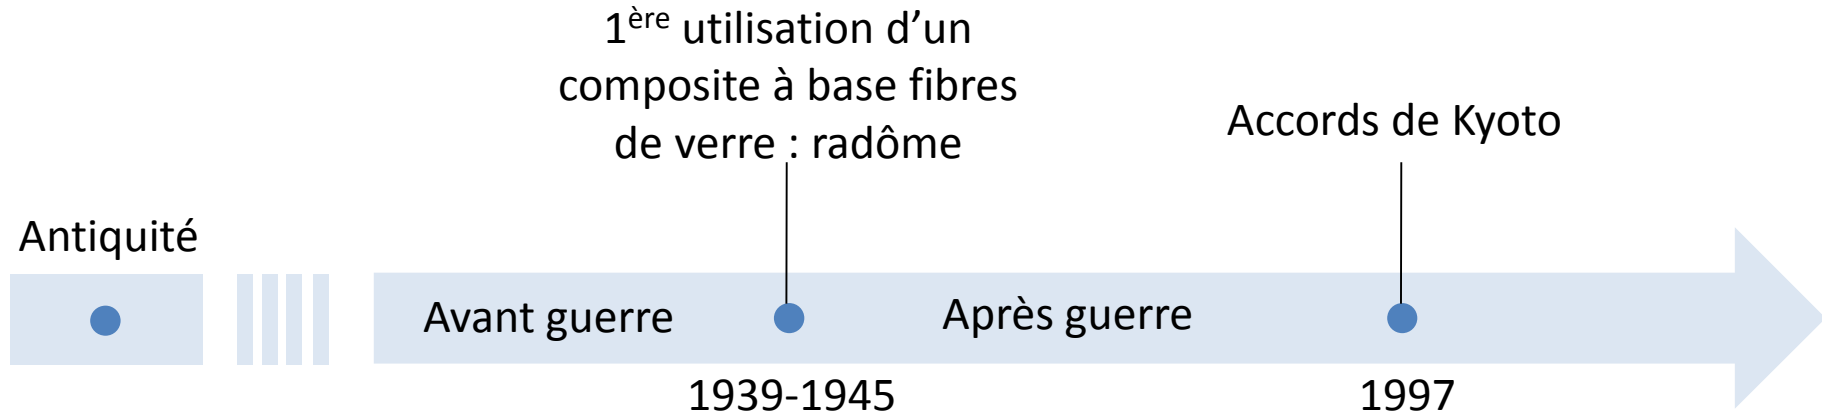 1ère utilisation d’un
composite à base fibres
de verre : radôme
Accords de Kyoto
Antiquité
Avant guerre
Après guerre
1939-1945
1997